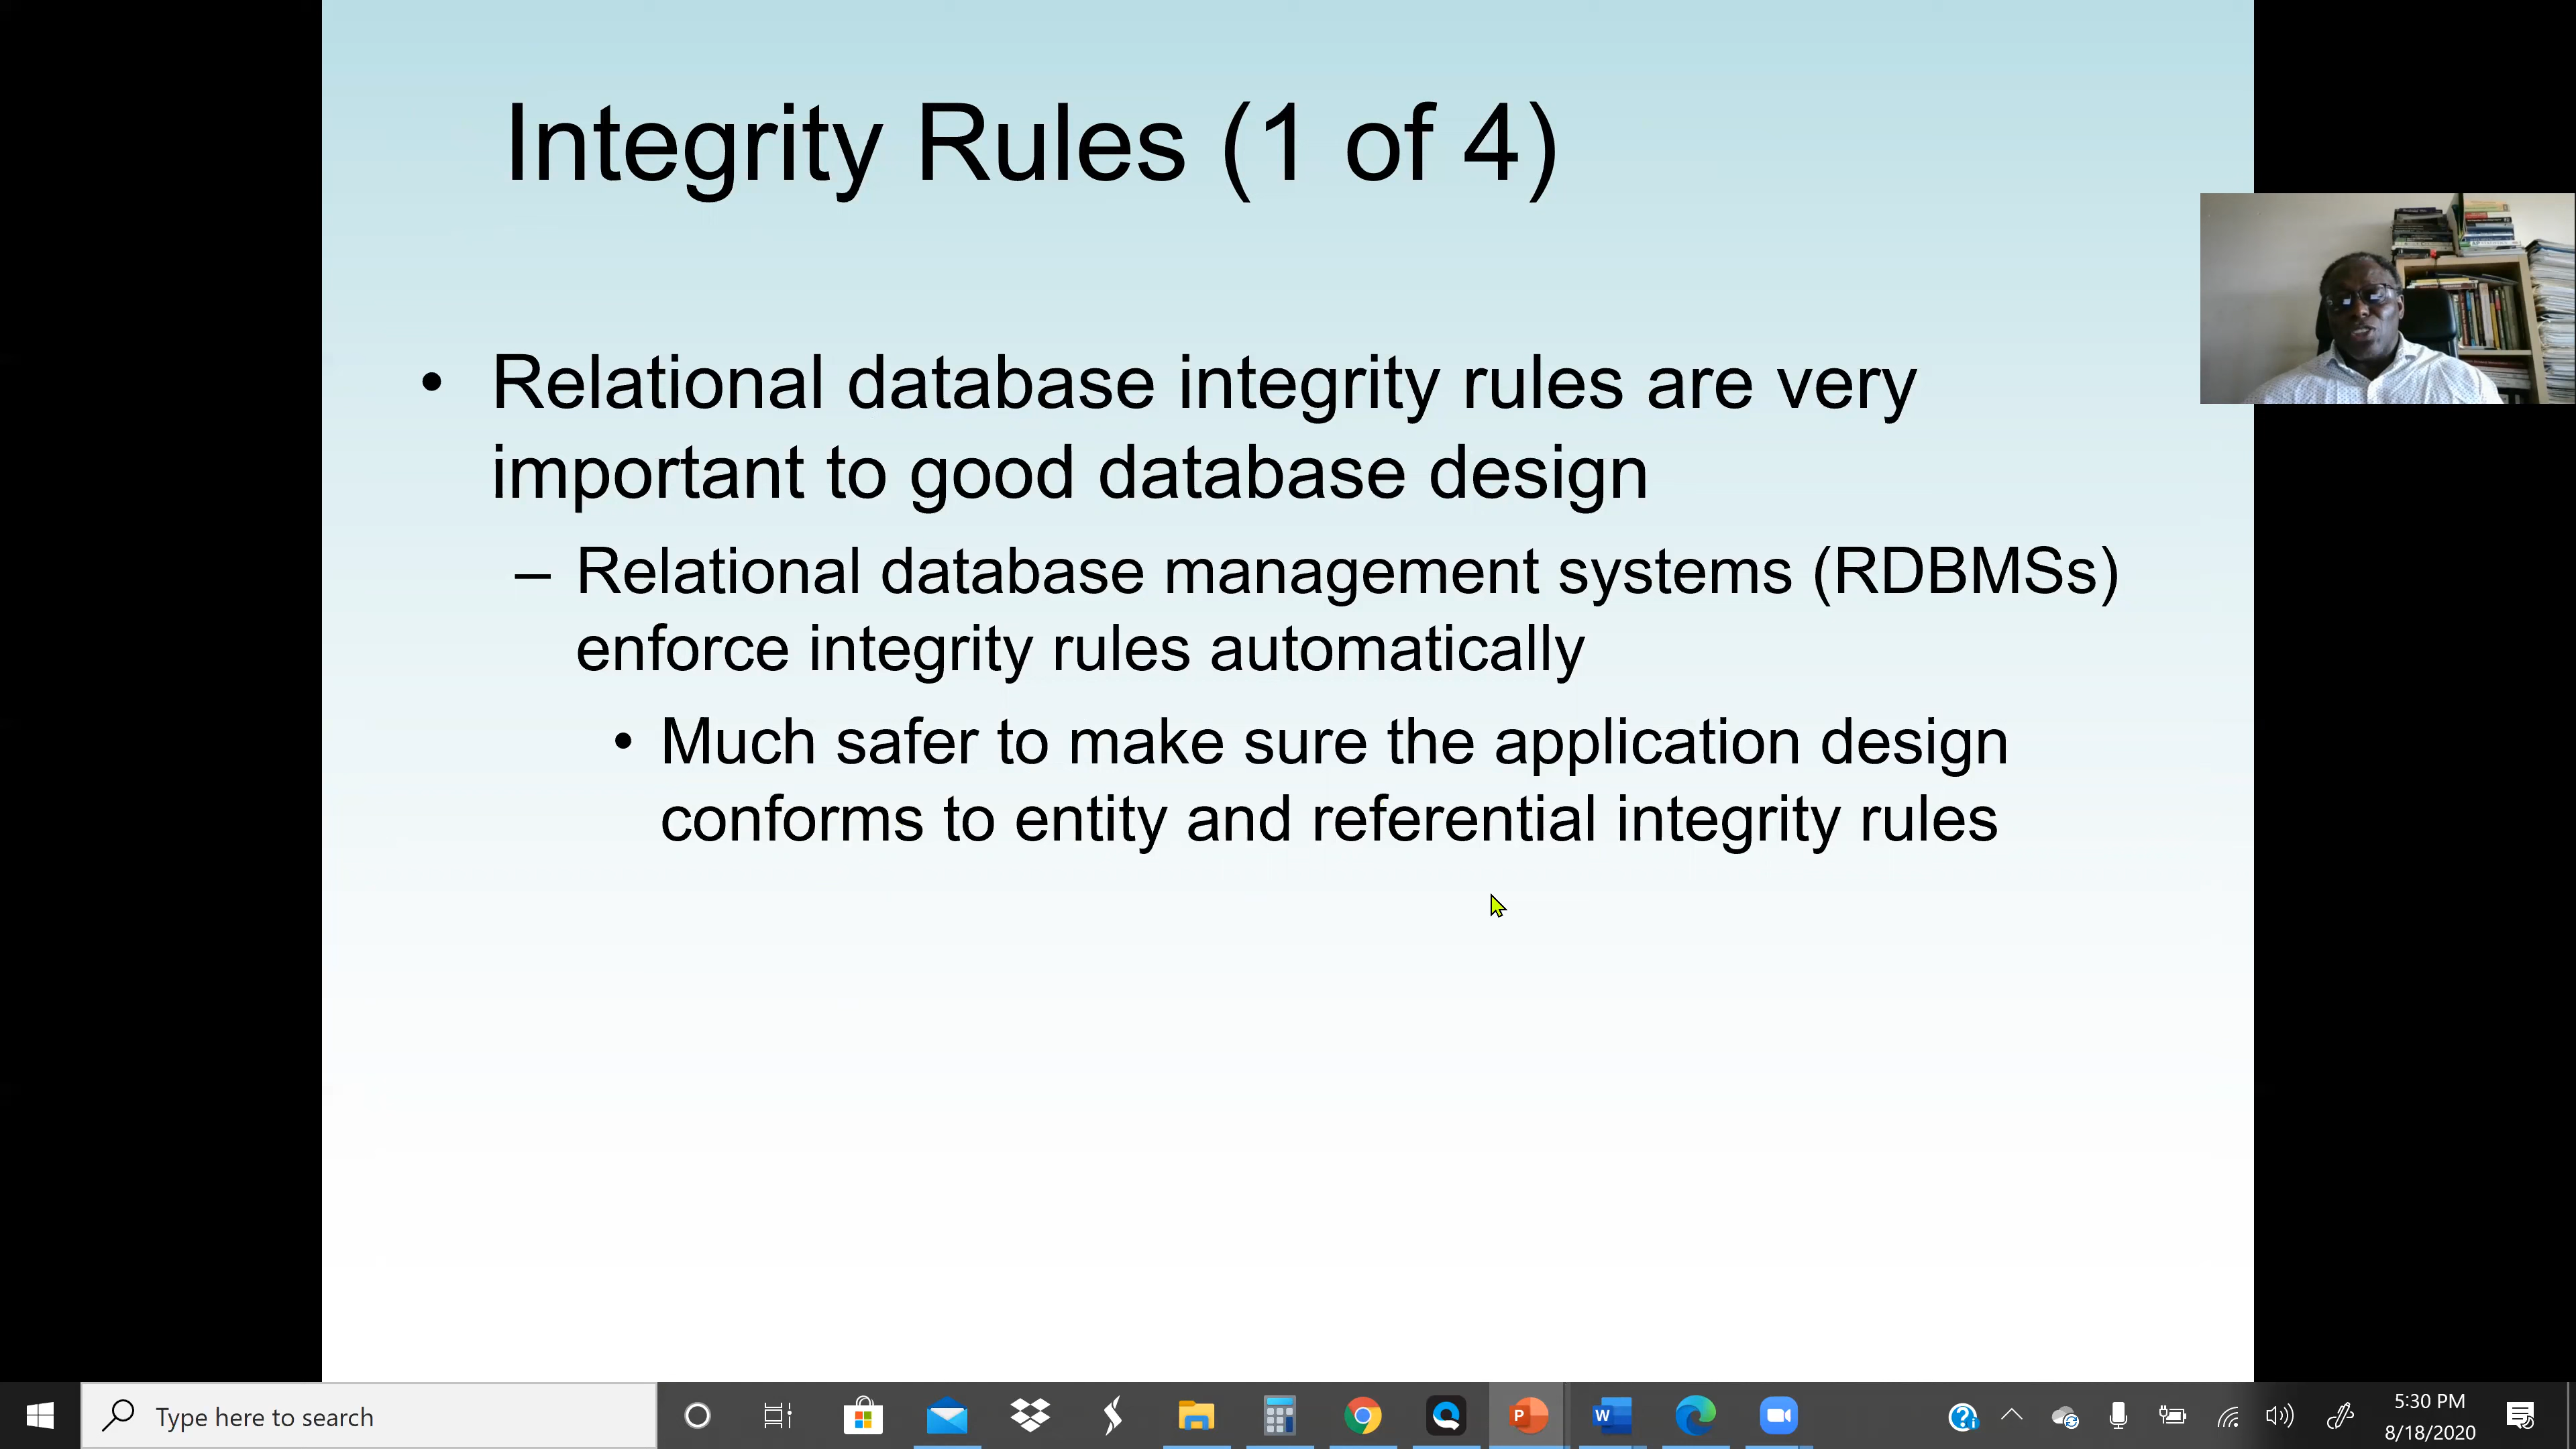 Integrity Rules (1 of 4)
• Relational database integrity rules are very
important to good database design
– Relational database management systems (RDBMSs)
enforce integrity rules automatically
• Much safer to make sure the application design
conforms to entity and referential integrity rules
Type here to search
P
W
5:30 PM
8/18/2020